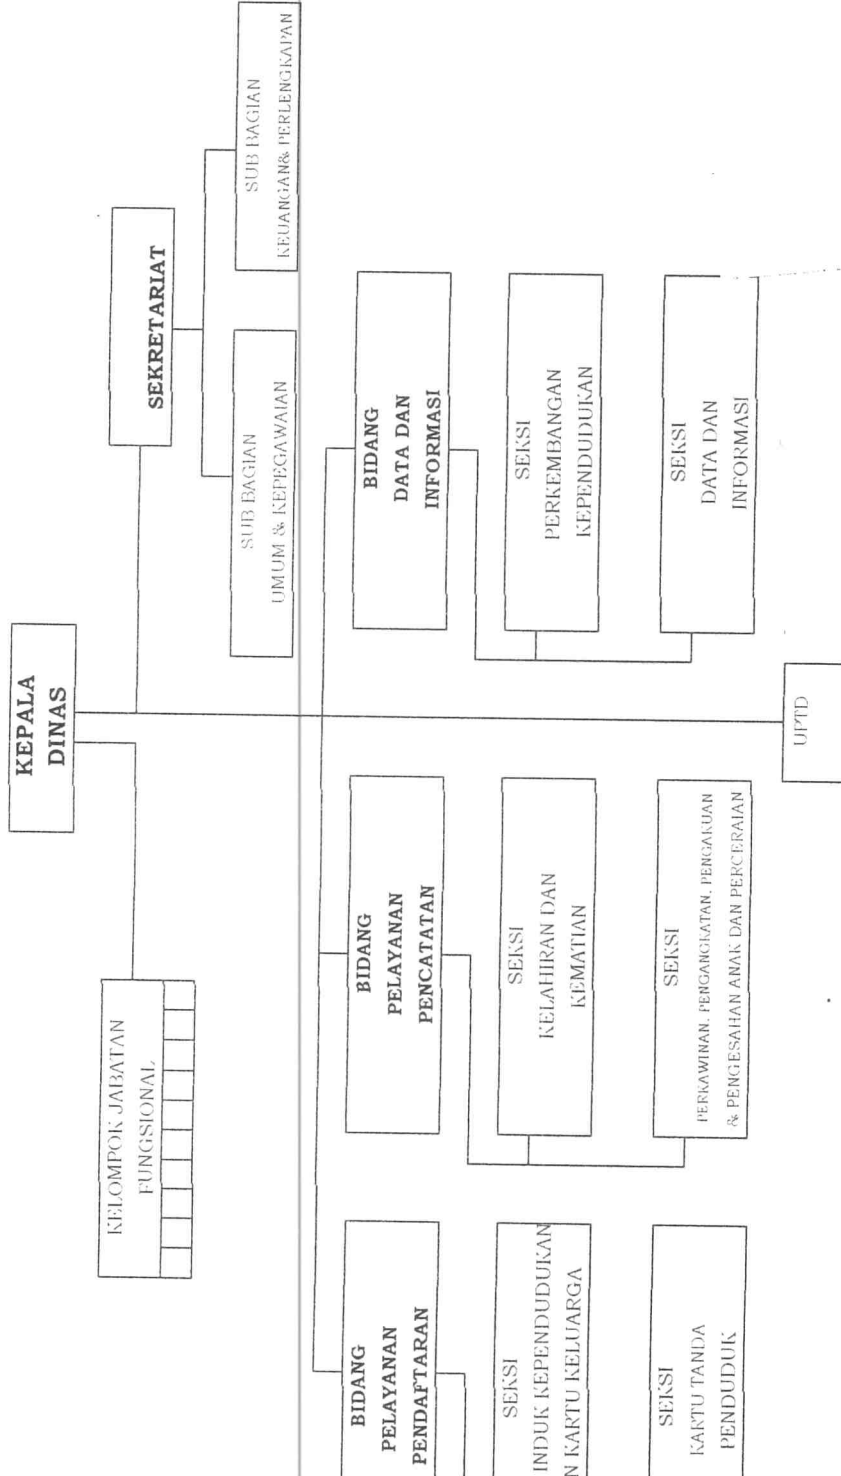 KEPALA
DINAS
KELOMPOK JABATAN
FUNGSIONAL
SEKRETARIAT
SUB BAGIAN
UMUM & KEPEGAWAIAN
SUB BAGIAN
KEUANGAN& PERLENGKAPAN
BIDANG
PELAYANAN
PENDAFTARAN
BIDANG
PELAYANAN
PENCATATAN
BIDANG
DATA DAN
INFORMASI
SEKSI
INDUK KEPENDUDUKAN
N KARTU KELUARGA
SEKSI
KELAHIRAN DAN
KEMATIAN
SEKSI
PERKEMBANGAN
KEPENDUDUKAN
SEKSI
KARTU TANDA
PENDUDUK
SEKSI
PERKAWINAN, PENGANGKATAN, PENGAKUAN
& PENGESAHAN ANAK DAN PERCERAIAN
SEKSI
DATA DAN
INFORMASI
UPTD